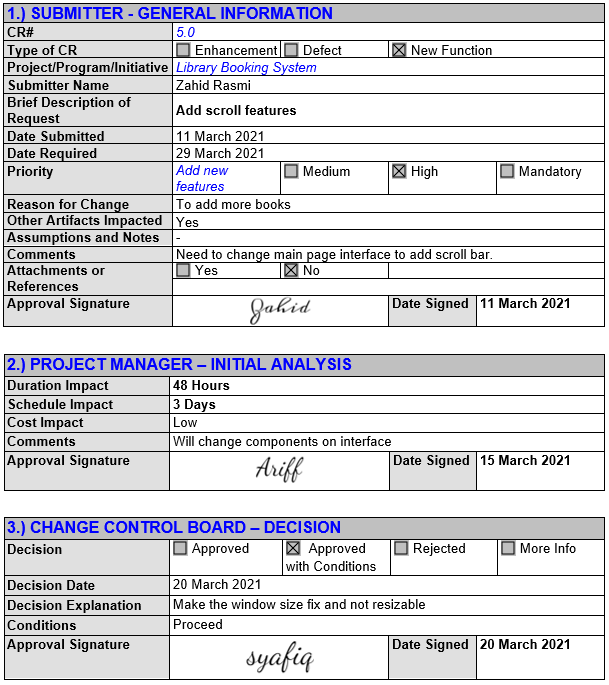 1.) SUBMITTER - GENERAL INFORMATION
CR# 5.0
Type of CR Enhancement Defect New Function
Project/Program/Initiative Library Booking System
Submitter Name Zahid Rasmi
Brief Description of Request Add scroll features
Date Submitted 11 March 2021
Date Required 29 March 2021
Priority Add new features Medium High Mandatory
Reason for Change To add more books
Other Artifacts Impacted Yes
Assumptions and Notes -
Comments Need to change main page interface to add scroll bar.
Attachments or References Yes No
Approval Signature Zahid Date Signed 11 March 2021
2.) PROJECT MANAGER – INITIAL ANALYSIS
Duration Impact 48 Hours
Schedule Impact 3 Days
Cost Impact Low
Comments Will change components on interface
Approval Signature Ariff Date Signed 15 March 2021
3.) CHANGE CONTROL BOARD – DECISION
Decision Approved Approved with Conditions Rejected More Info
Decision Date 20 March 2021
Decision Explanation Make the window size fix and not resizable
Conditions Proceed
Approval Signature syafiq Date Signed 20 March 2021